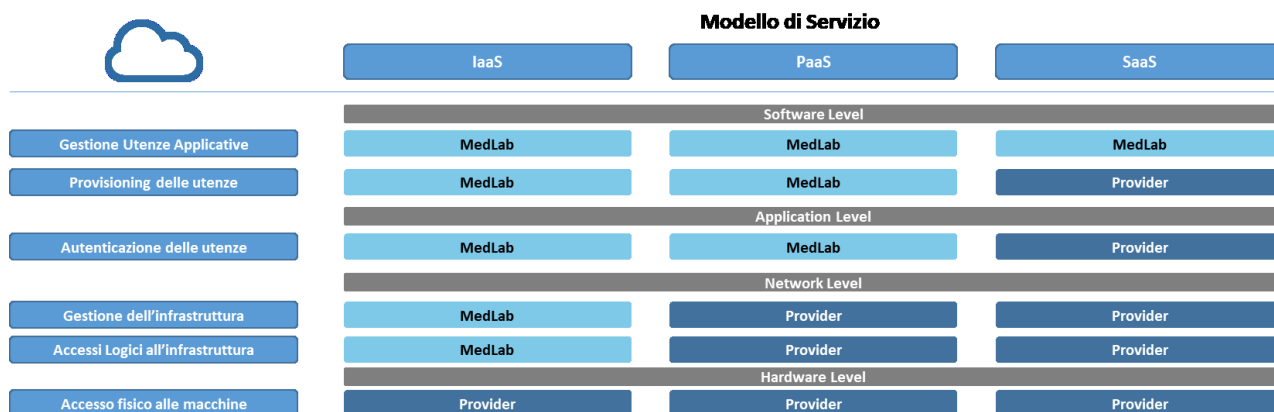 Modello di Servizio
IaaS PaaS SaaS
Software Level
Gestione Utenze Applicative MedLab MedLab MedLab
Provisioning delle utenze MedLab MedLab Provider
Application Level
Autenticazione delle utenze MedLab MedLab Provider
Network Level
Gestione dell'infrastruttura MedLab Provider Provider
Accessi Logici all'infrastruttura MedLab Provider Provider
Hardware Level
Accesso fisico alle macchine Provider Provider Provider